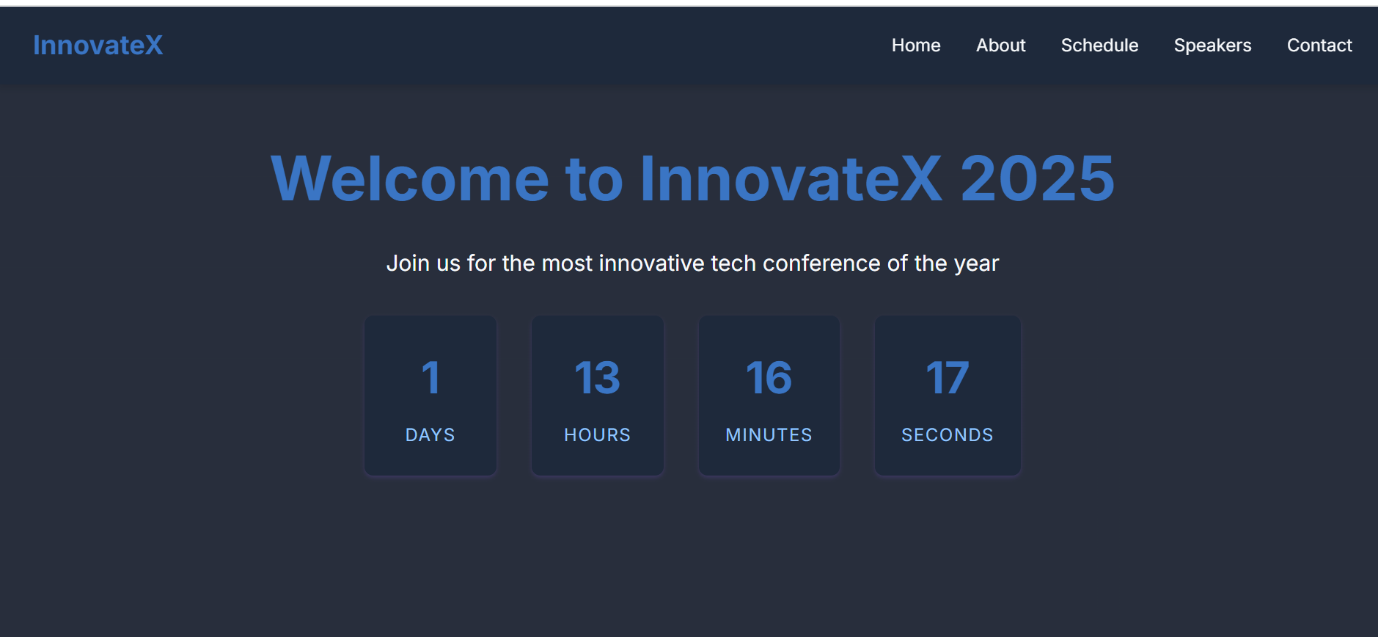 InnovateX
Home About Schedule Speakers Contact
Welcome to InnovateX 2025
Join us for the most innovative tech conference of the year
1 13 16 17
DAYS HOURS MINUTES SECONDS